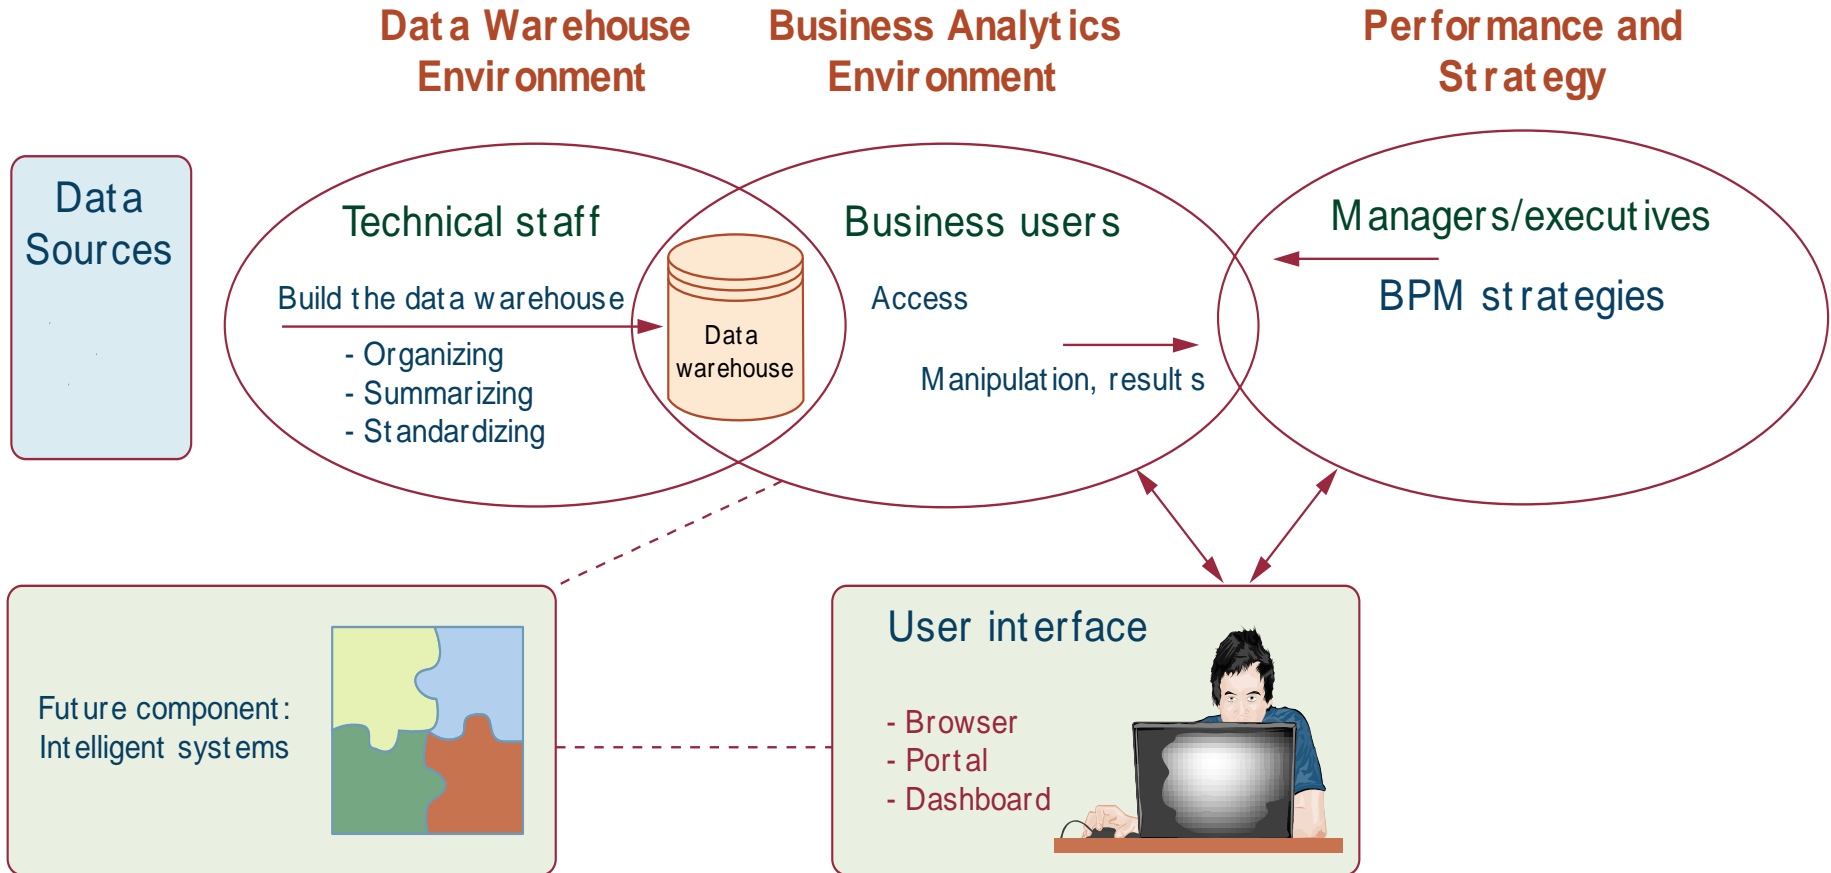 Data Warehouse
Environment
Business Analytics
Environment
Performance and
Strategy
Data
Sources
Technical staff
Build the data warehouse
- Organizing
- Summarizing
- Standardizing
Data
warehouse
Business users
Access
Manipulation, results
Managers/executives
BPM strategies
Future component:
Intelligent systems
User interface
- Browser
- Portal
- Dashboard